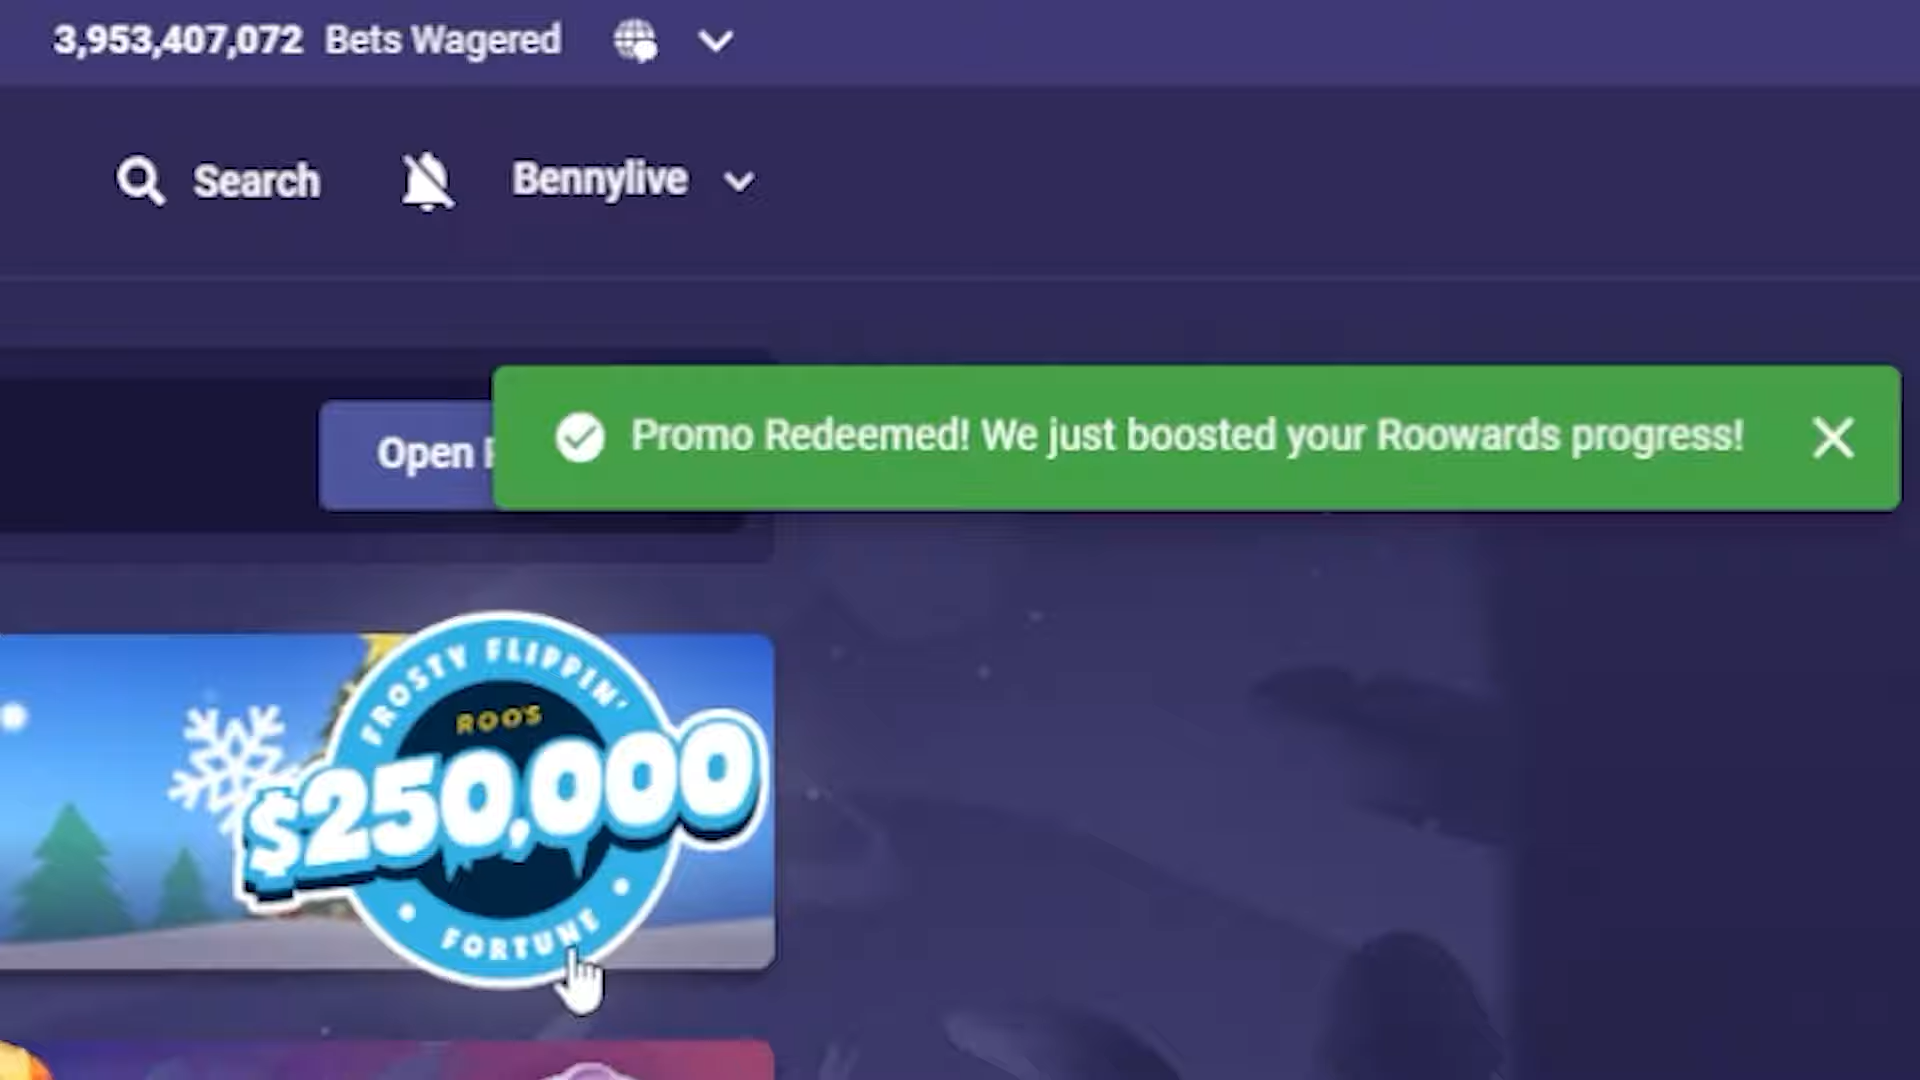 3,953,407,072 Bets Wagered
Search
Bennylive
Open
Promo Redeemed! We just boosted your Roowards progress!
FROSTY FLIPPIN'
ROO'S
$250,000
FORTUNE